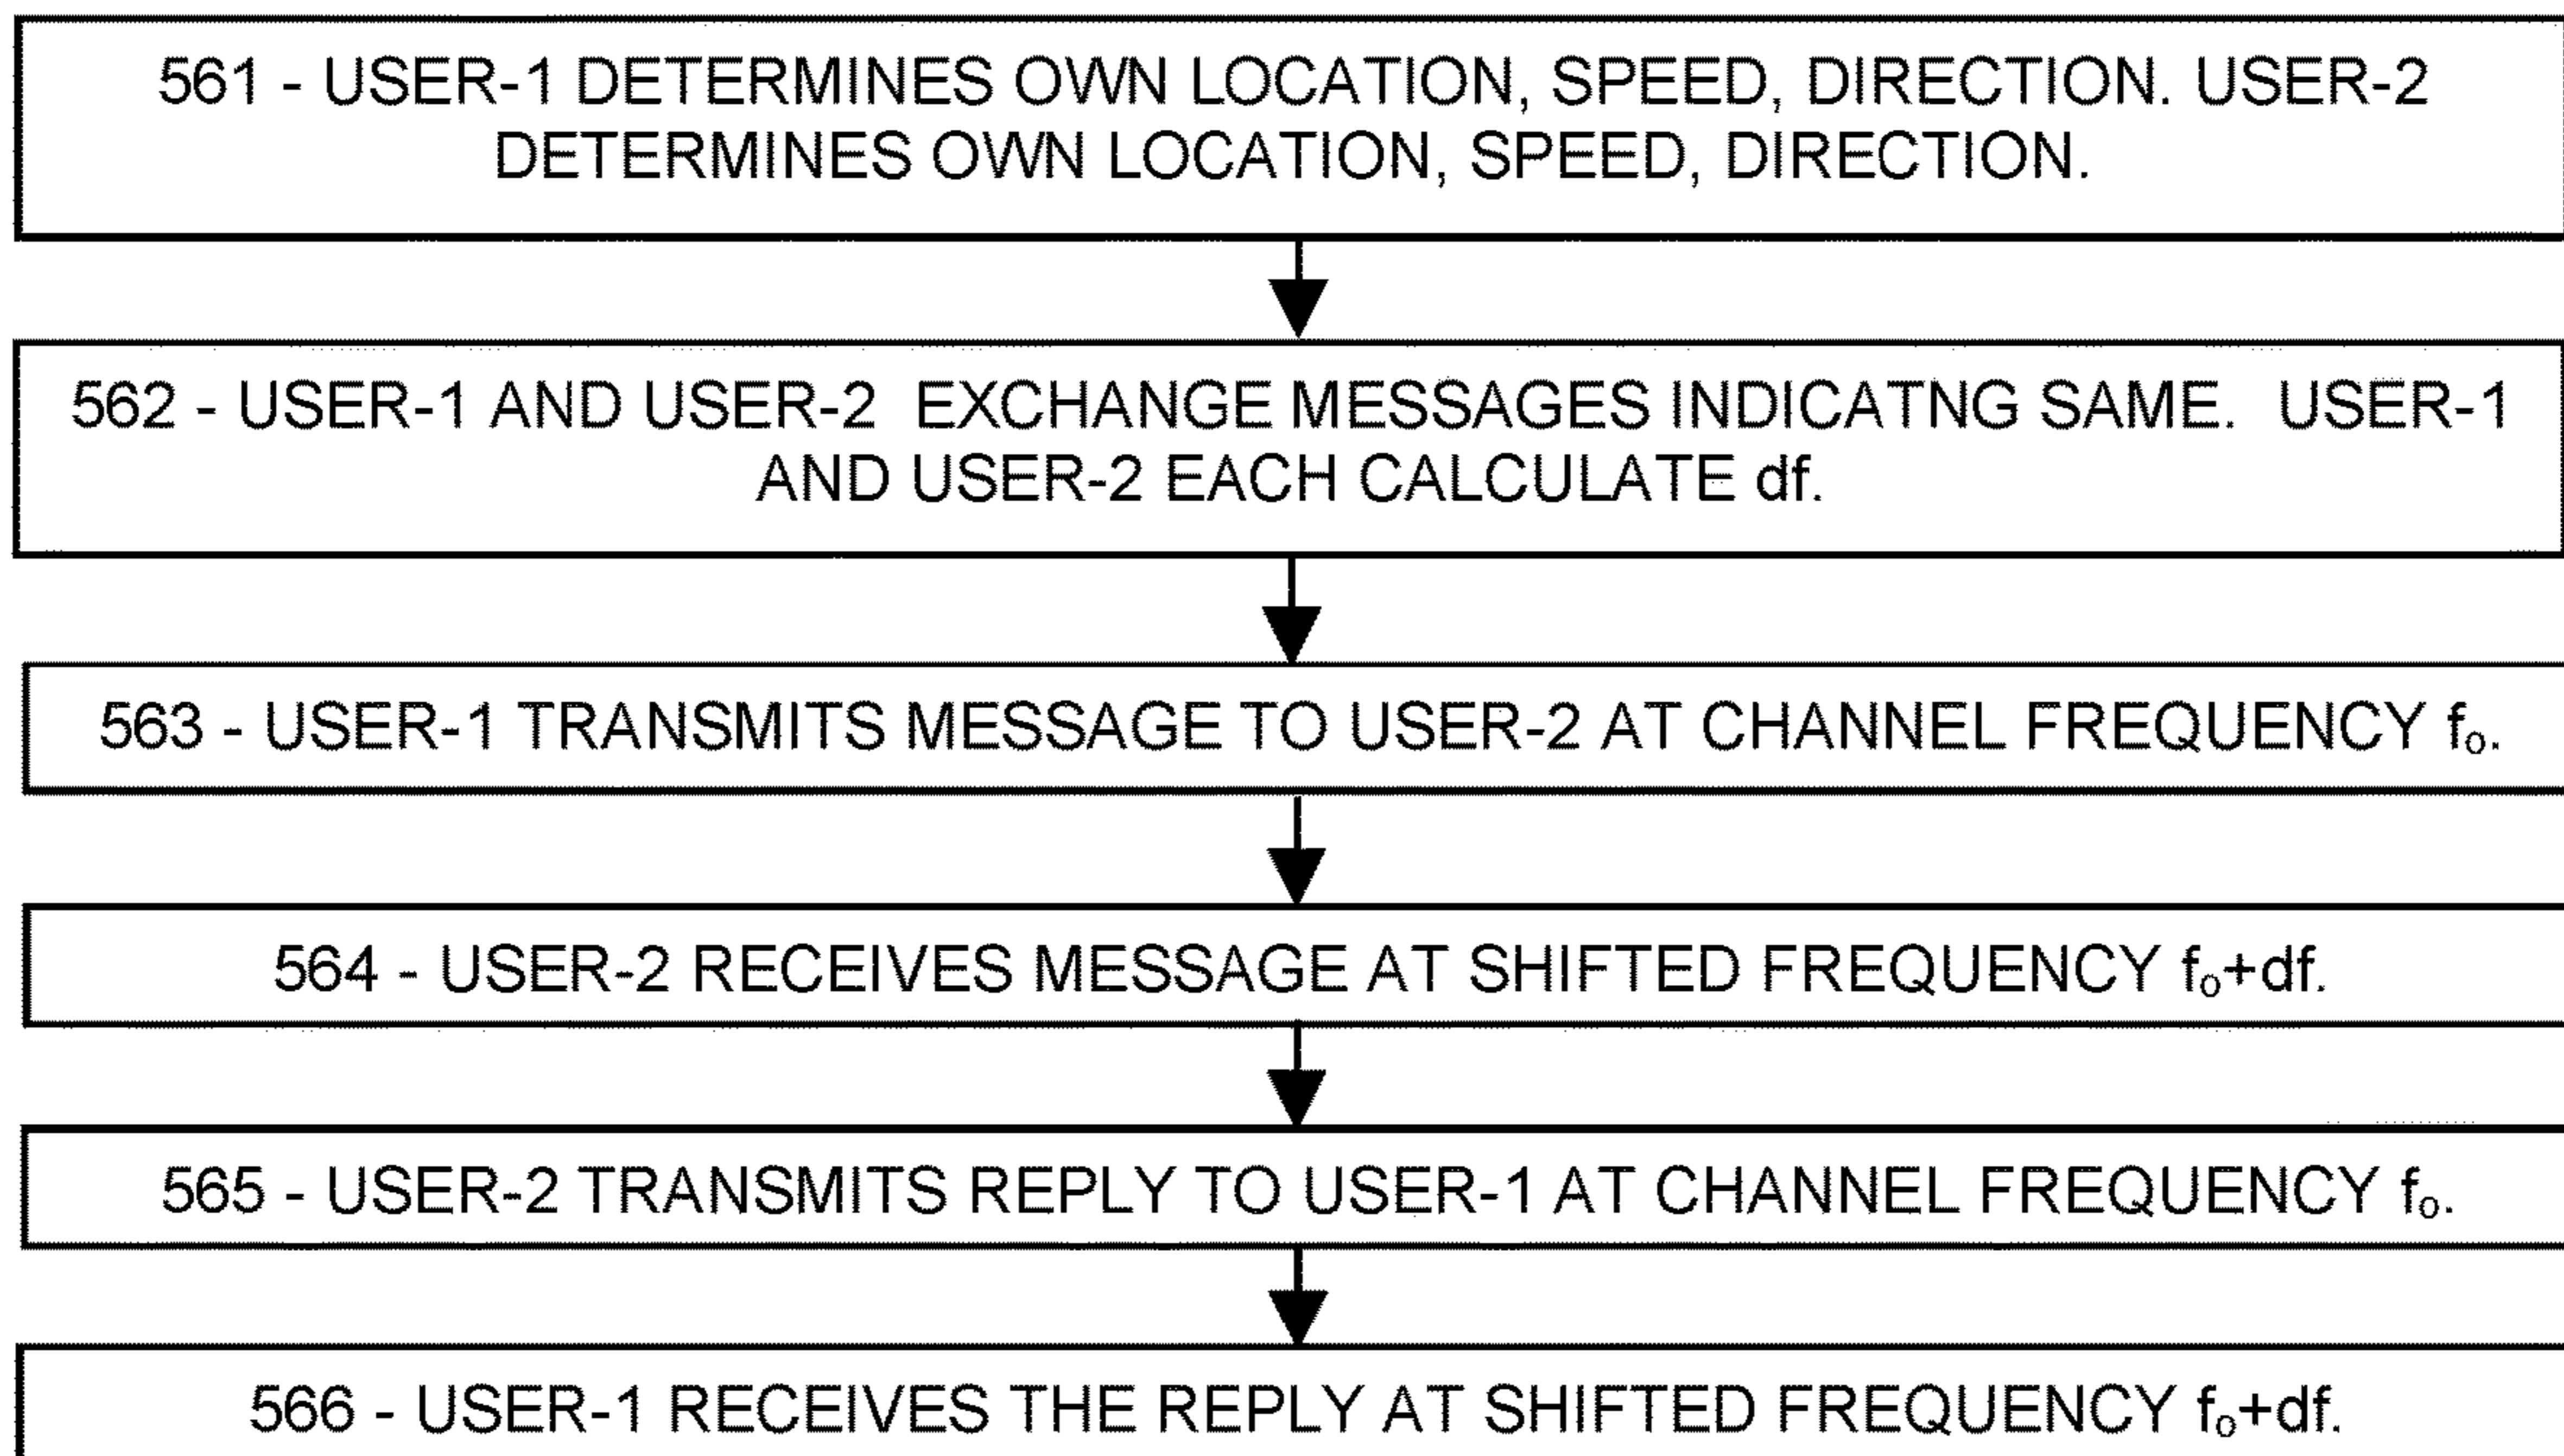 561 - USER-1 DETERMINES OWN LOCATION, SPEED, DIRECTION. USER-2
DETERMINES OWN LOCATION, SPEED, DIRECTION.
562 - USER-1 AND USER-2 EXCHANGE MESSAGES INDICATNG SAME. USER-1
AND USER-2 EACH CALCULATE df.
563 - USER-1 TRANSMITS MESSAGE TO USER-2 AT CHANNEL FREQUENCY fₒ.
564 - USER-2 RECEIVES MESSAGE AT SHIFTED FREQUENCY fₒ+df.
565 - USER-2 TRANSMITS REPLY TO USER-1 AT CHANNEL FREQUENCY fₒ.
566 - USER-1 RECEIVES THE REPLY AT SHIFTED FREQUENCY fₒ+df.